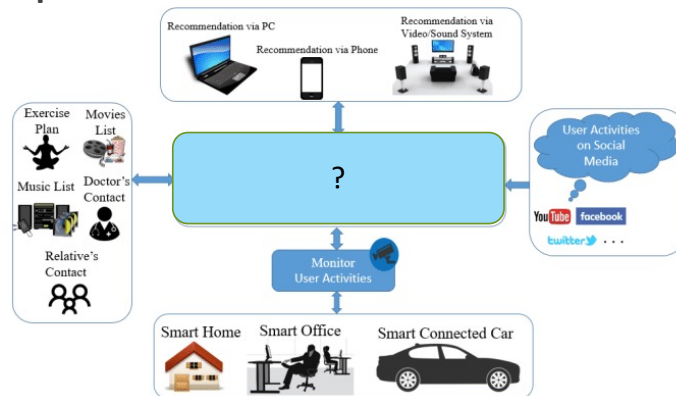 Recommendation via PC
Recommendation via Phone
Recommendation via
Video/Sound System
Exercise
Plan
Movies
List
Music List
Doctor's
Contact
Relative's
Contact
?
User Activities
on Social
Media
YouTube
facebook
twitter
. . .
Monitor
User Activities
Smart Home
Smart Office
Smart Connected Car